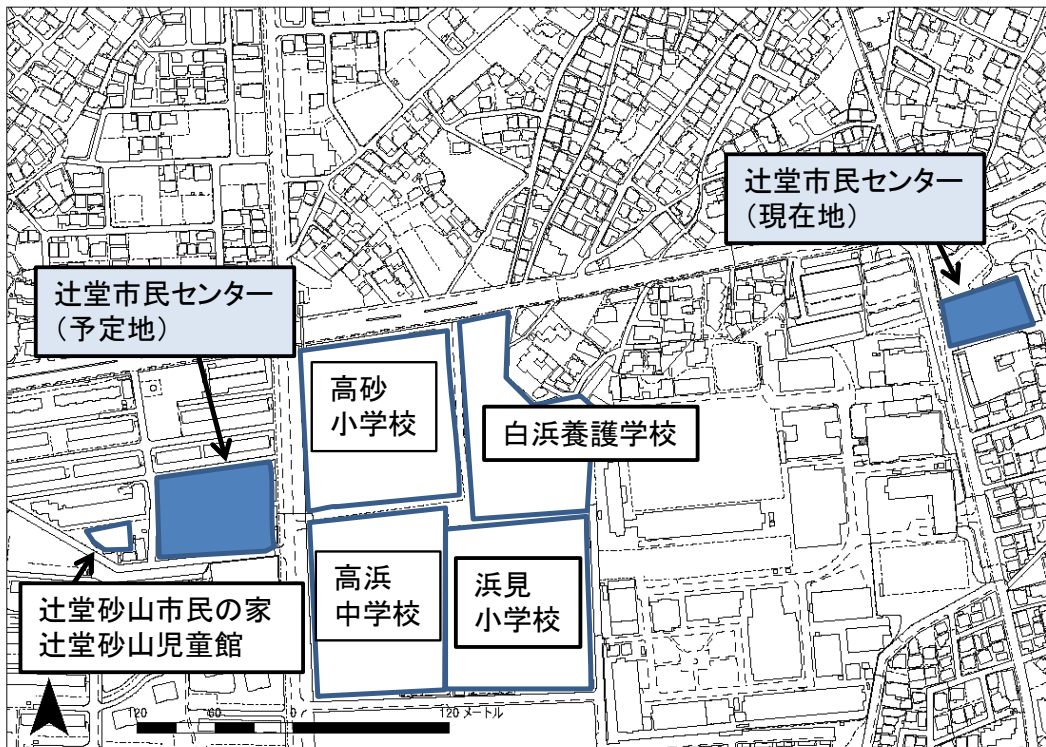 辻堂市民センター
（現在地）
辻堂市民センター
（予定地）
高砂
小学校
白浜養護学校
高浜
中学校
浜見
小学校
辻堂砂山市民の家
辻堂砂山児童館
120 60 0 120 メートル